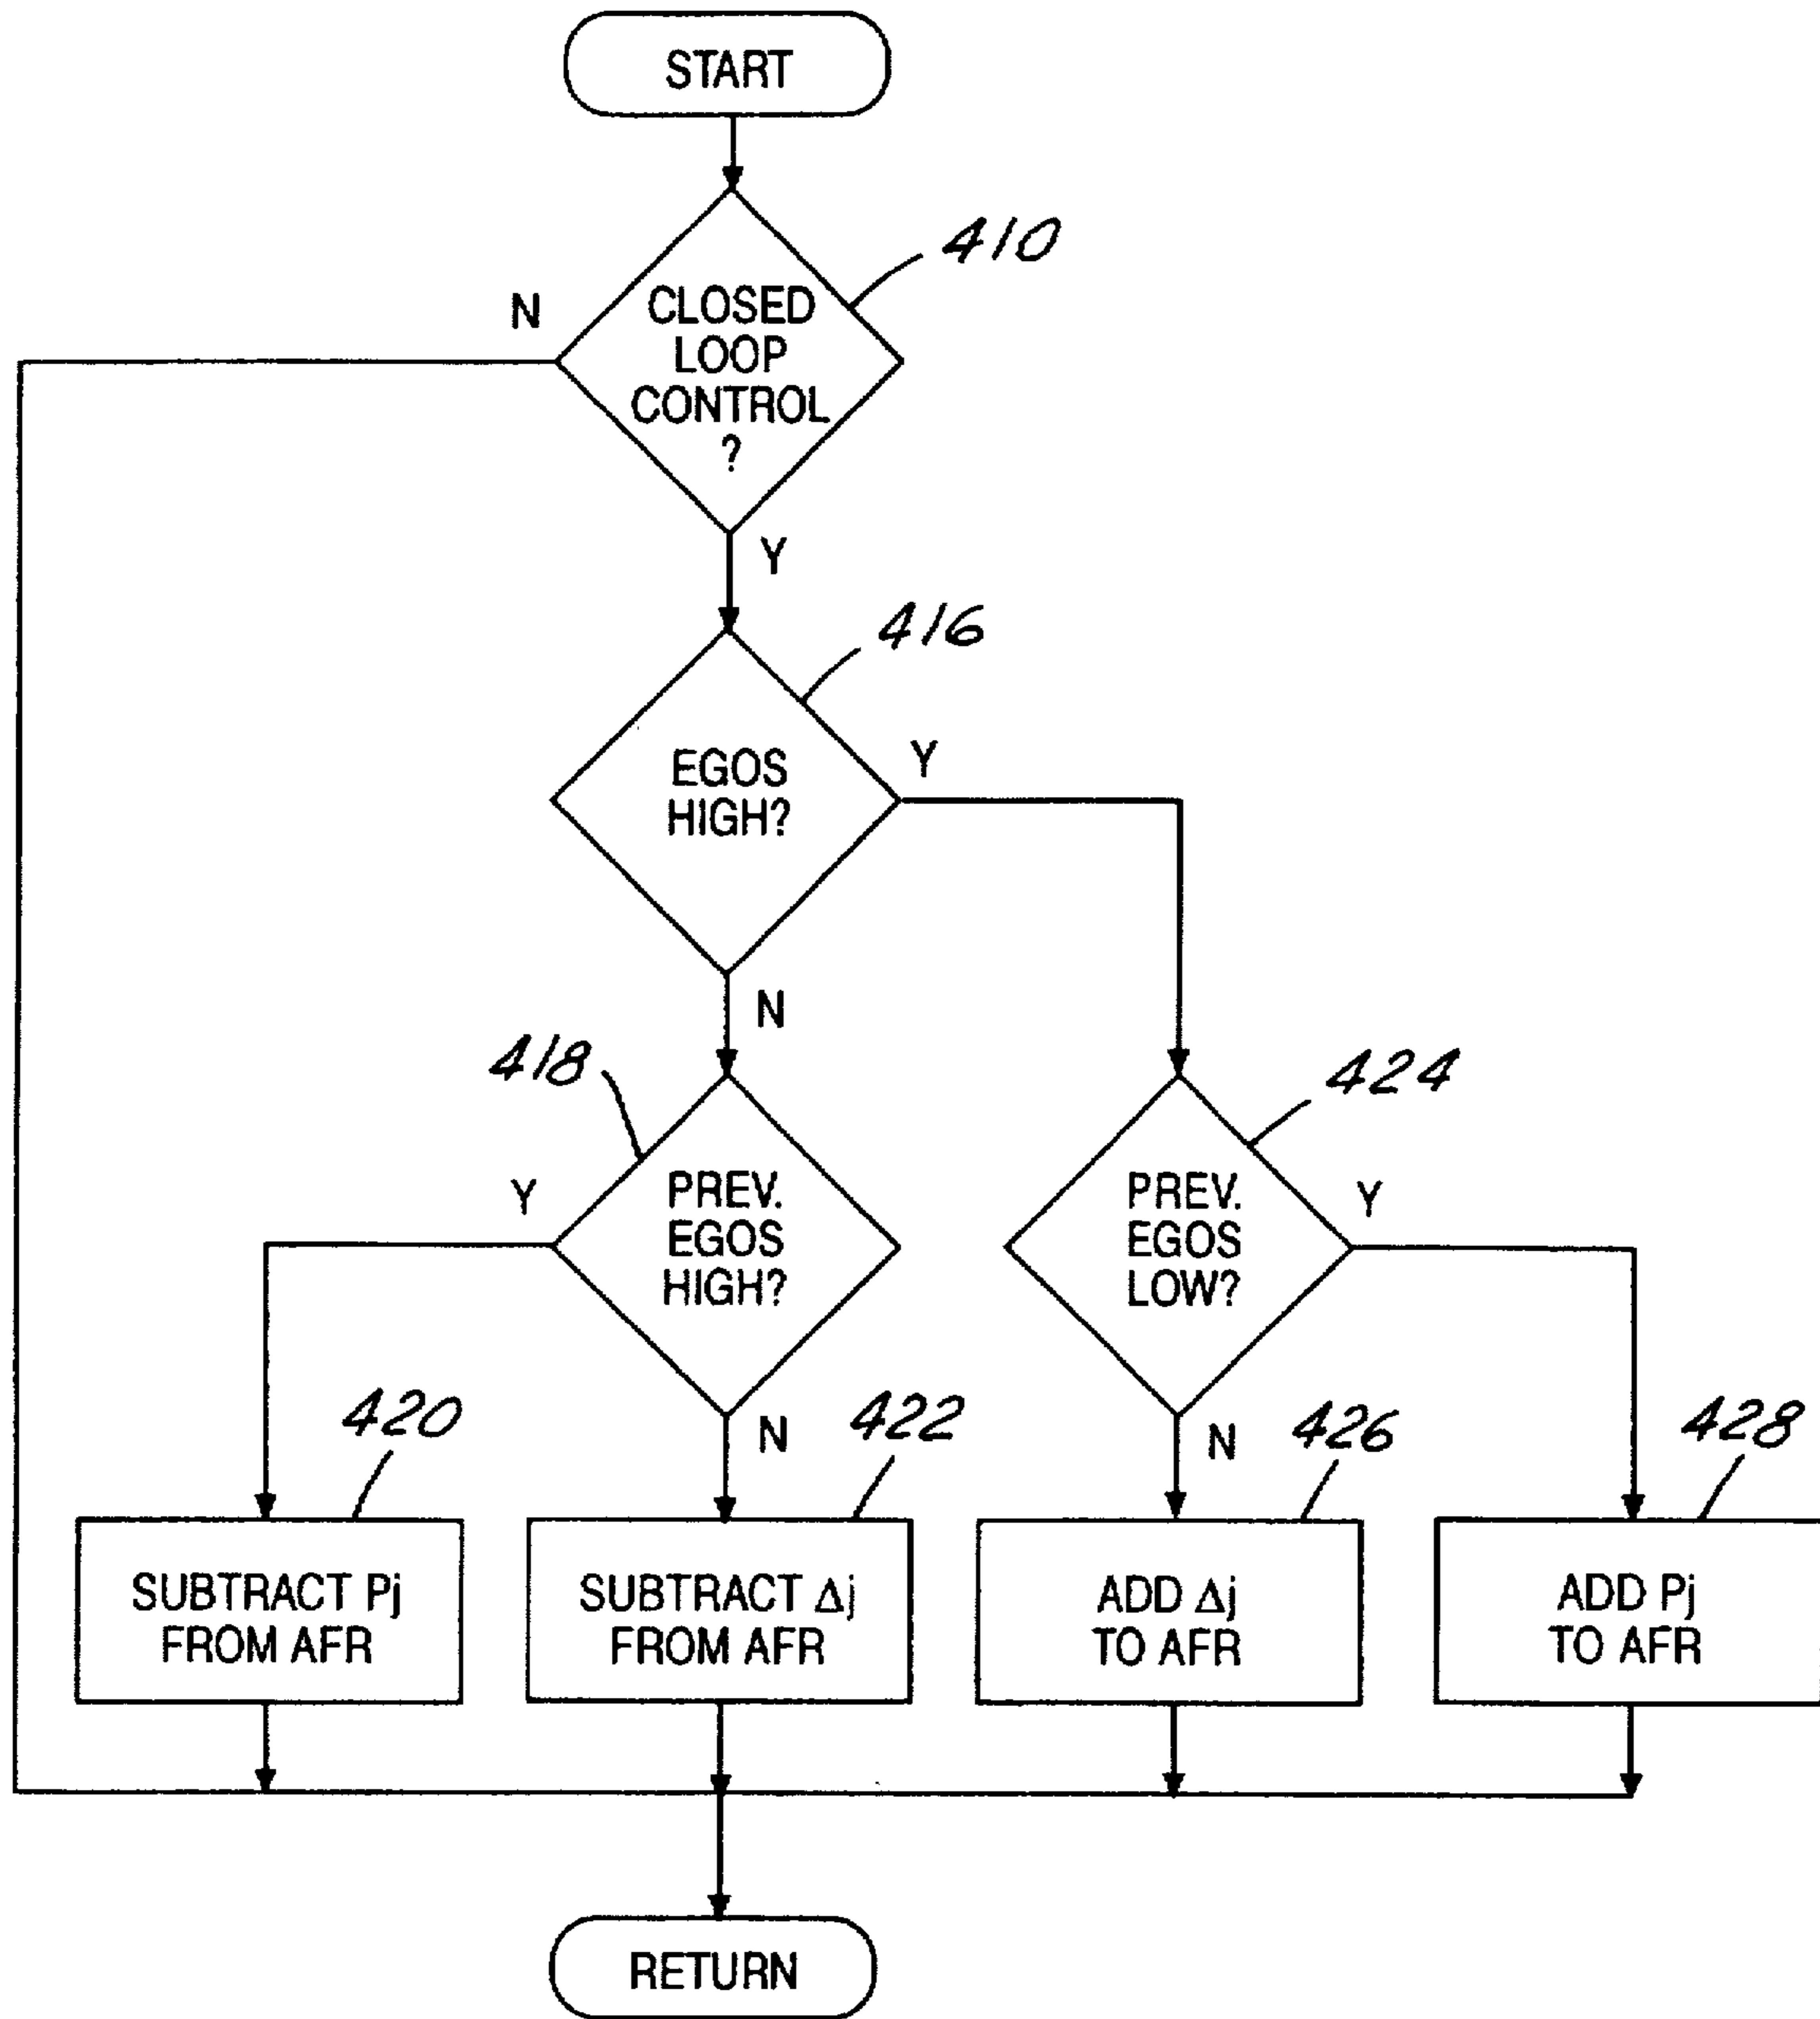 START
410
N
CLOSED
LOOP
CONTROL
?
Y
416
EGOS
HIGH?
Y
N
418
424
Y
PREV.
EGOS
HIGH?
PREV.
EGOS
LOW?
Y
420
N
422
N
426
428
SUBTRACT Pj
FROM AFR
SUBTRACT Δj
FROM AFR
ADD Δj
TO AFR
ADD Pj
TO AFR
RETURN